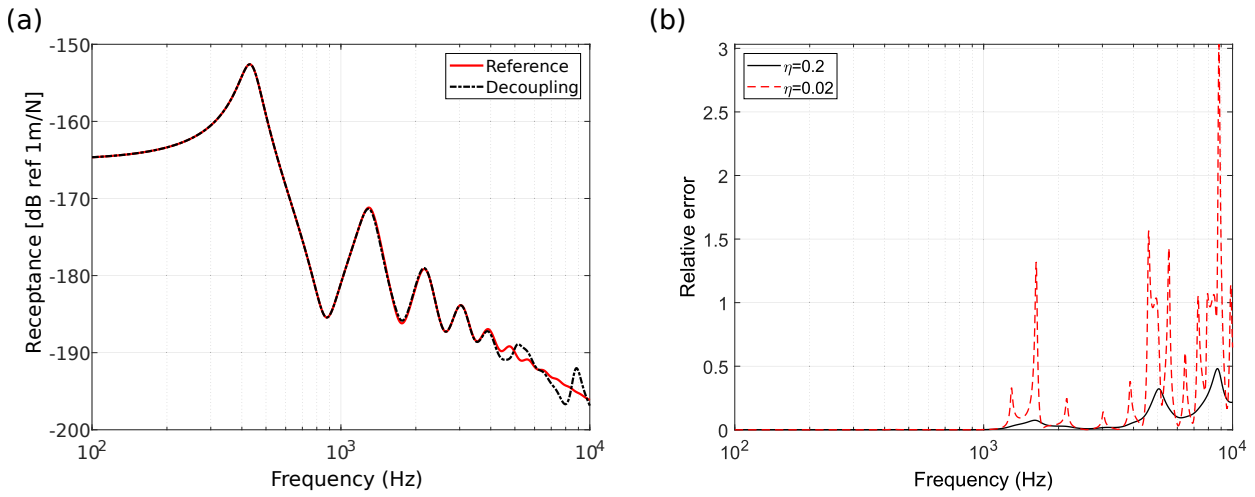 (a)
-150
-160
-170
-180
-190
-200
10² 10³ 10⁴
Receptance [dB ref 1m/N]
Frequency (Hz)
Reference
Decoupling
(b)
3
2.5
2
1.5
1
0.5
0
10² 10³ 10⁴
Relative error
Frequency (Hz)
η=0.2
η=0.02